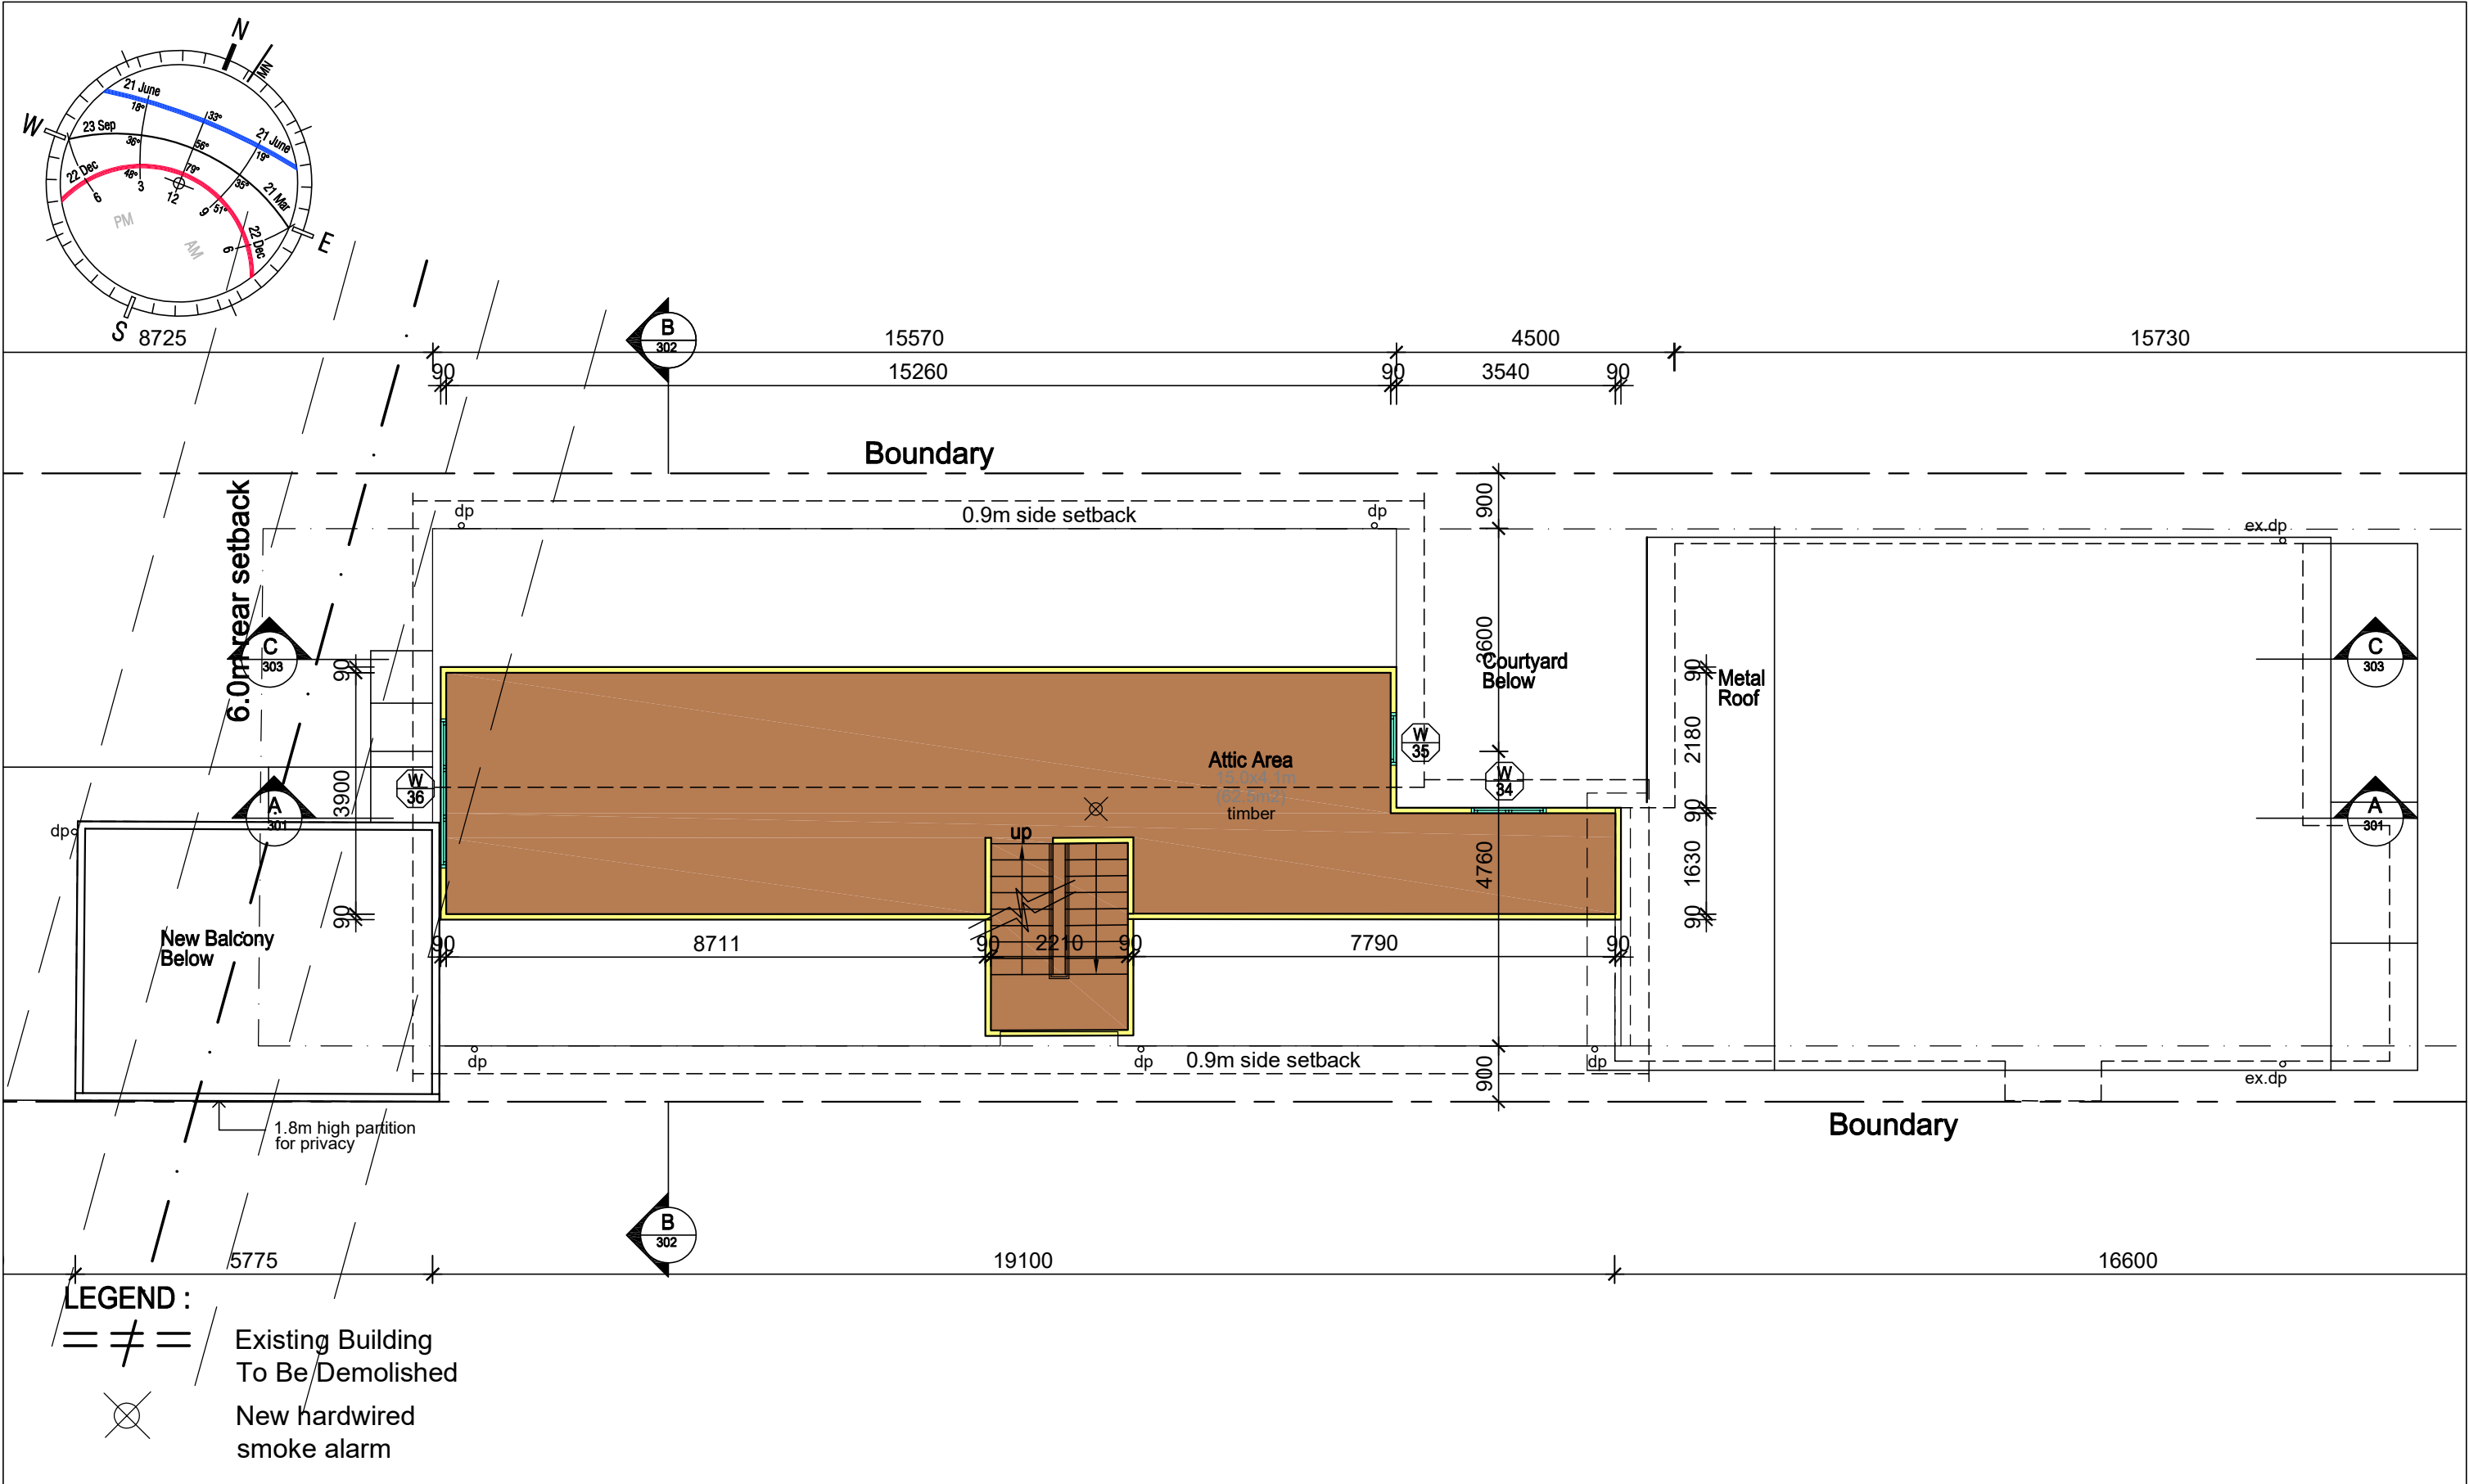 N
MN
W
E
S
21 June
18°
33°
21 June
19°
23 Sep
36°
56°
35°
21 Mar
22 Dec
48°
79°
51°
22 Dec
6
3
12
9
6
PM
AM
8725
15570
4500
15730
B
302
90
15260
90
3540
90
Boundary
900
6.0m rear setback
dp
0.9m side setback
dp
ex.dp
C
303
90
3600
Courtyard
Below
90
Metal
Roof
C
303
W
35
2180
Attic Area
15.0x4.1m
timber
W
36
W
34
3900
A
301
90
A
301
dp
up
4760
1630
90
90
New Balcony
Below
90
8711
90
2210
90
7790
90
dp
dp
0.9m side setback
dp
900
ex.dp
1.8m high partition
for privacy
Boundary
B
302
5775
19100
16600
LEGEND :
Existing Building
To Be Demolished
New hardwired
smoke alarm